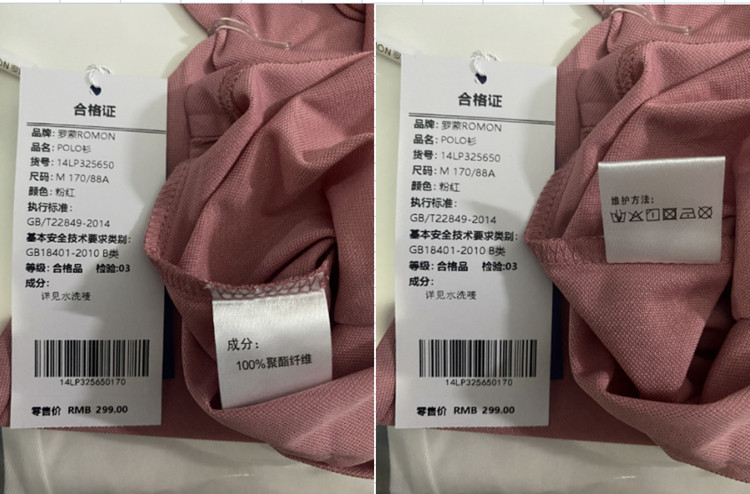 合格证
品牌: 罗蒙ROMON
品名: POLO衫
货号: 14LP325650
尺码: M 170/88A
颜色: 粉红
执行标准:
GB/T22849-2014
基本安全技术要求类别:
GB18401-2010 B类
等级: 合格品 检验:03
成分:
详见水洗唛
14LP325650170
零售价 RMB 299.00
成分:
100%聚酯纤维
合格证
品牌: 罗蒙ROMON
品名: POLO衫
货号: 14LP325650
尺码: M 170/88A
颜色: 粉红
执行标准:
GB/T22849-2014
基本安全技术要求类别:
GB18401-2010 B类
等级: 合格品 检验:03
成分:
详见水洗唛
14LP325650170
零售价 RMB 299.00
维护方法: